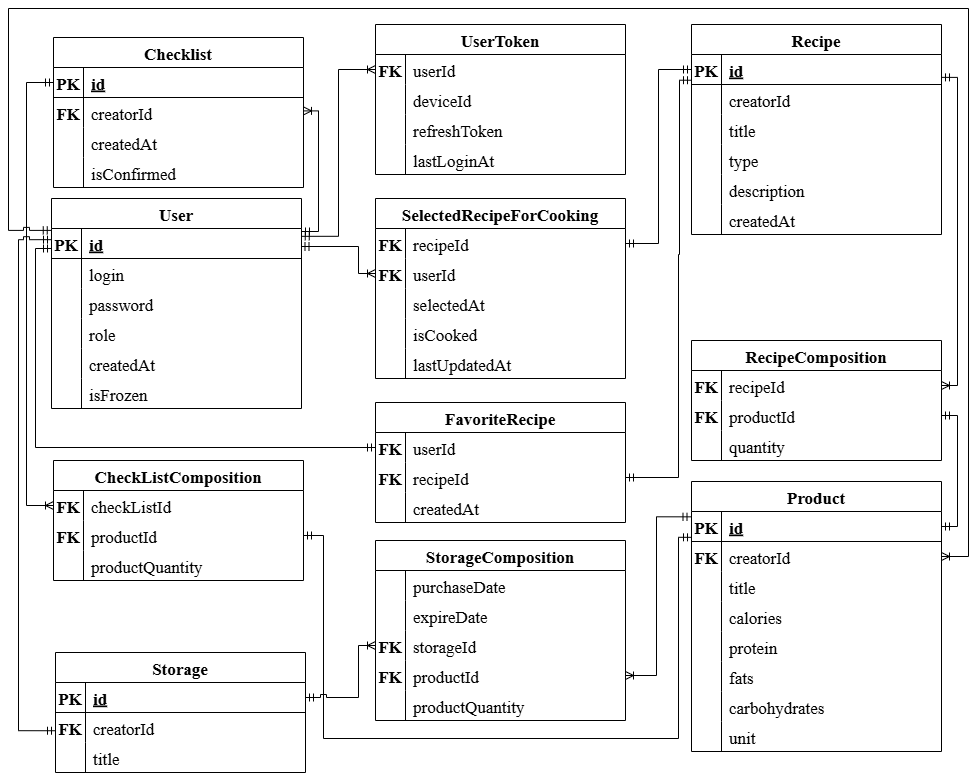 Checklist
PK id
FK creatorId
createdAt
isConfirmed
UserToken
FK userId
deviceId
refreshToken
lastLoginAt
Recipe
PK id
creatorId
title
type
description
createdAt
User
PK id
login
password
role
createdAt
isFrozen
SelectedRecipeForCooking
FK recipeId
FK userId
selectedAt
isCooked
lastUpdatedAt
RecipeComposition
FK recipeId
FK productId
quantity
FavoriteRecipe
FK userId
FK recipeId
createdAt
CheckListComposition
FK checkListId
FK productId
productQuantity
Product
PK id
FK creatorId
title
calories
protein
fats
carbohydrates
unit
StorageComposition
purchaseDate
expireDate
FK storageId
FK productId
productQuantity
Storage
PK id
FK creatorId
title